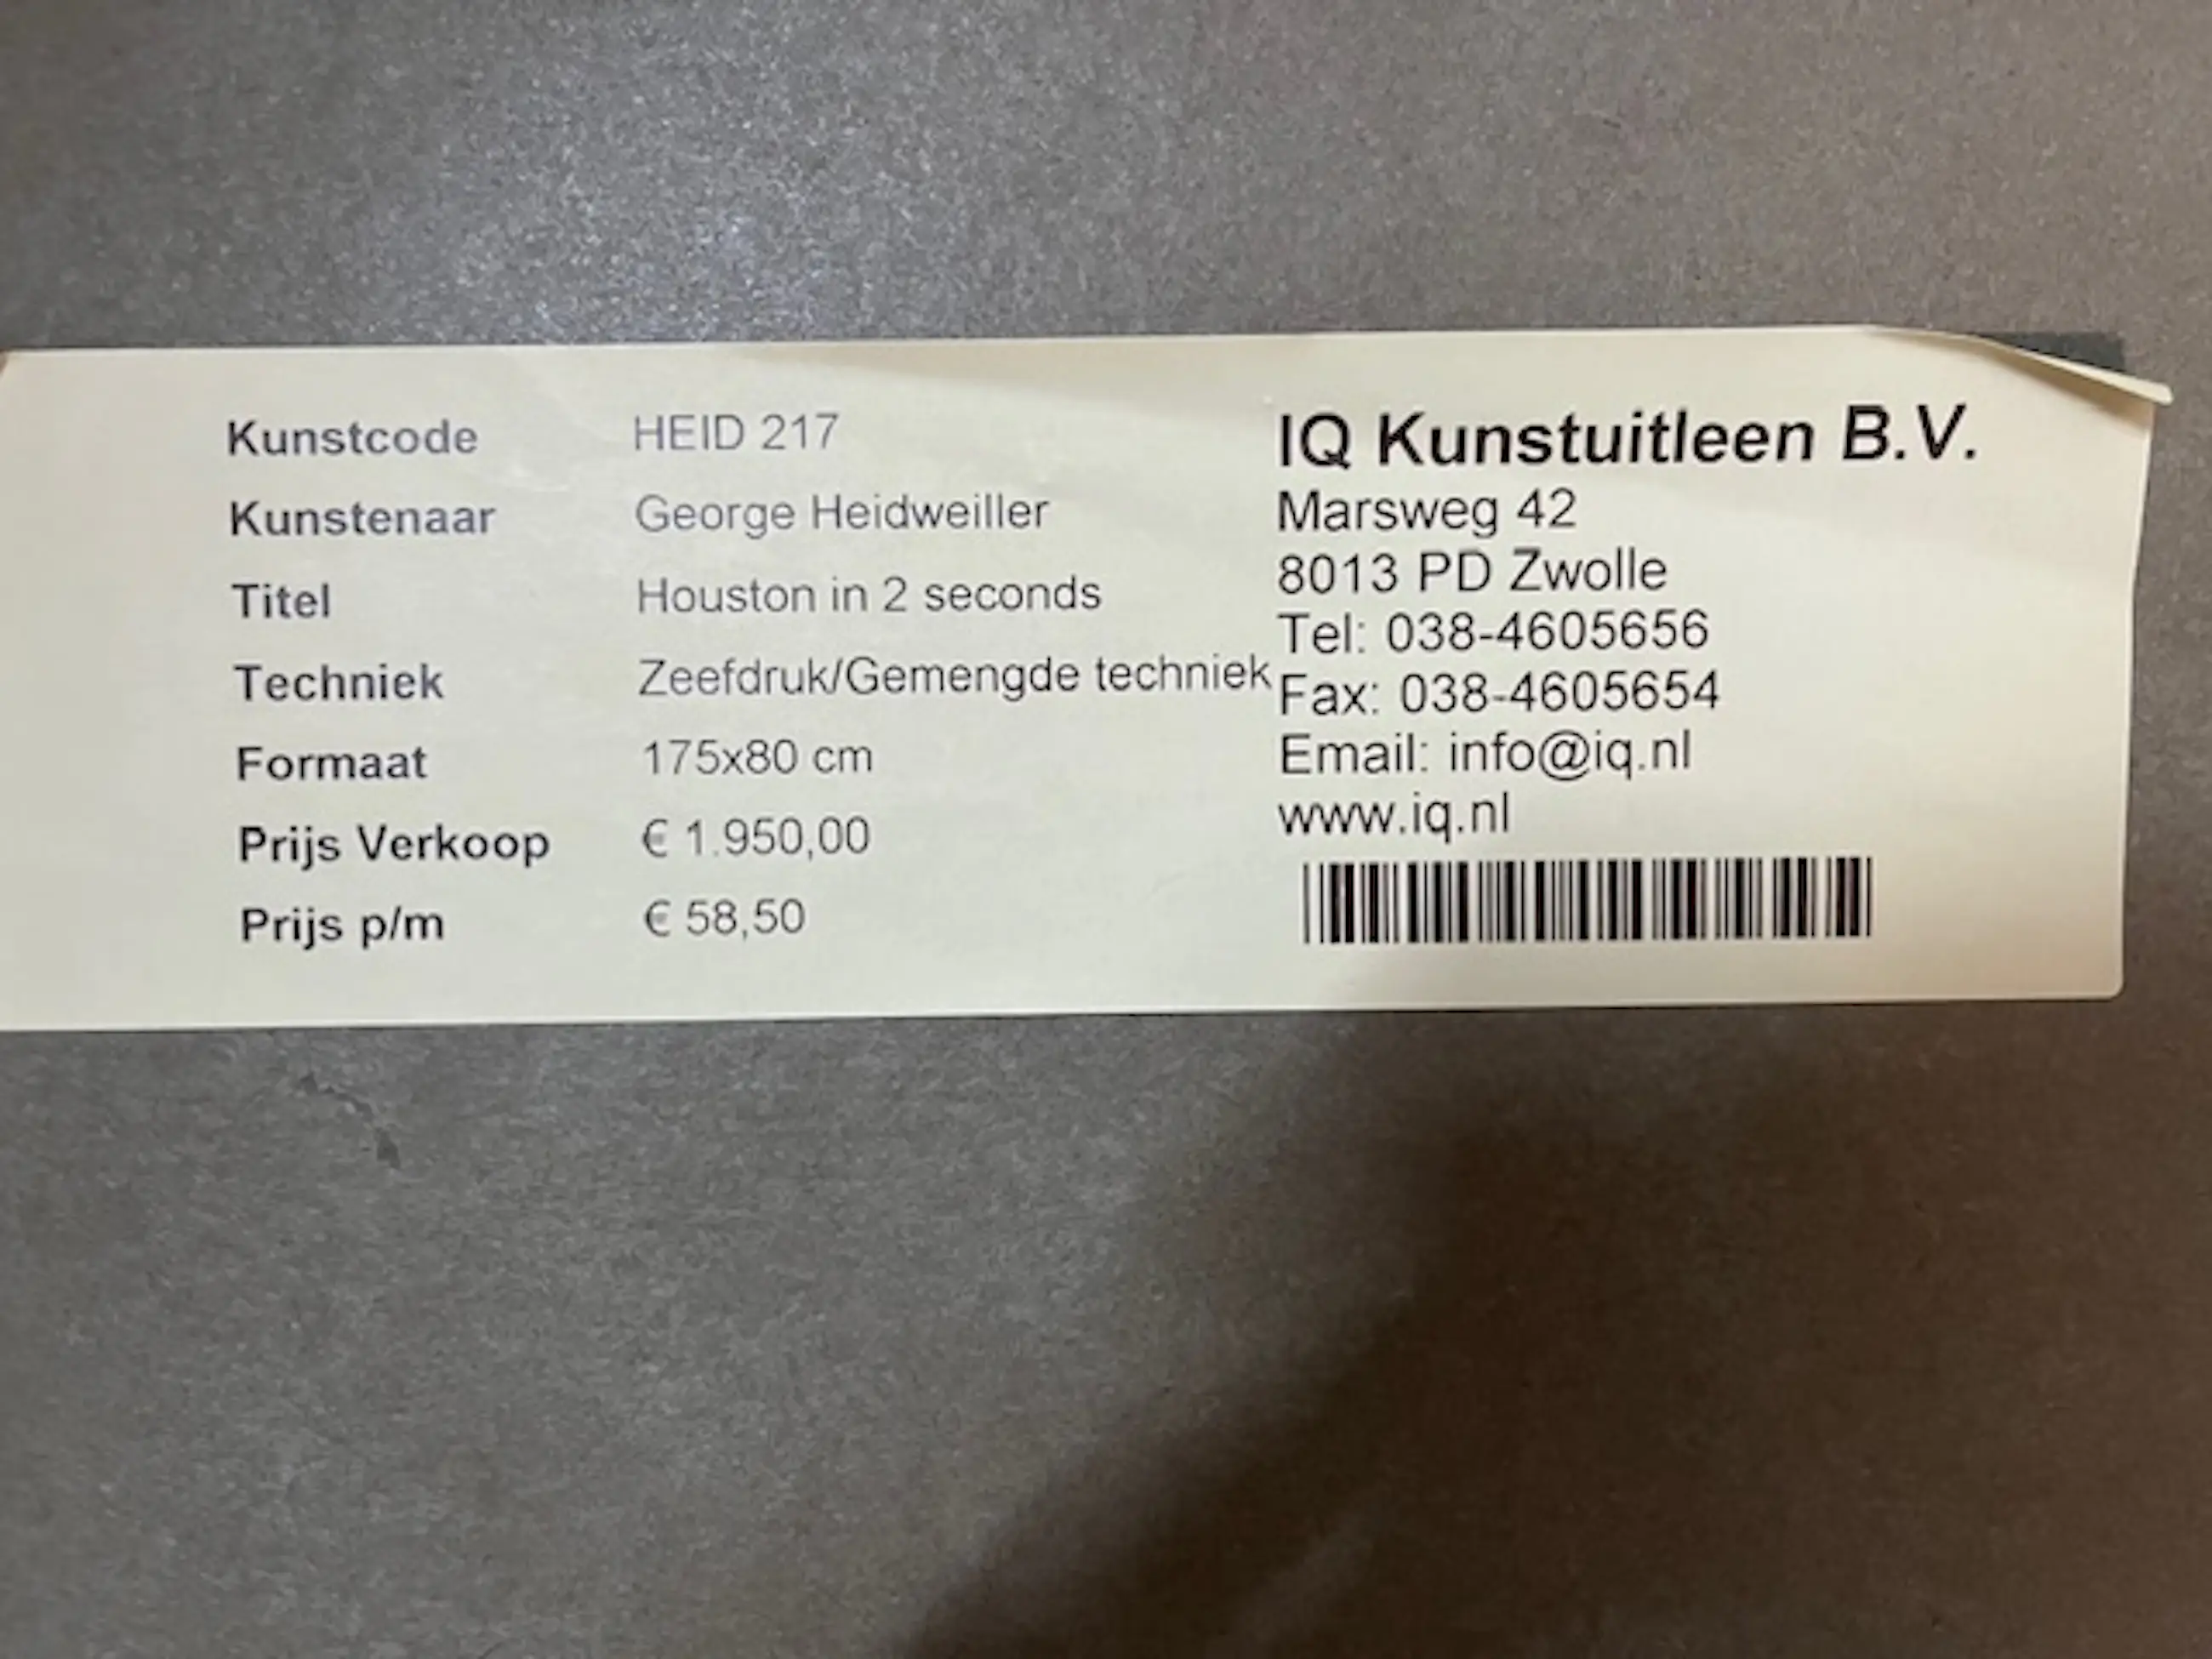 Kunstcode HEID 217
Kunstenaar George Heidweiller
Titel Houston in 2 seconds
Techniek Zeefdruk/Gemengde techniek
Formaat 175x80 cm
Prijs Verkoop € 1.950,00
Prijs p/m € 58,50
IQ Kunstuitleen B.V.
Marsweg 42
8013 PD Zwolle
Tel: 038-4605656
Fax: 038-4605654
Email: info@iq.nl
www.iq.nl